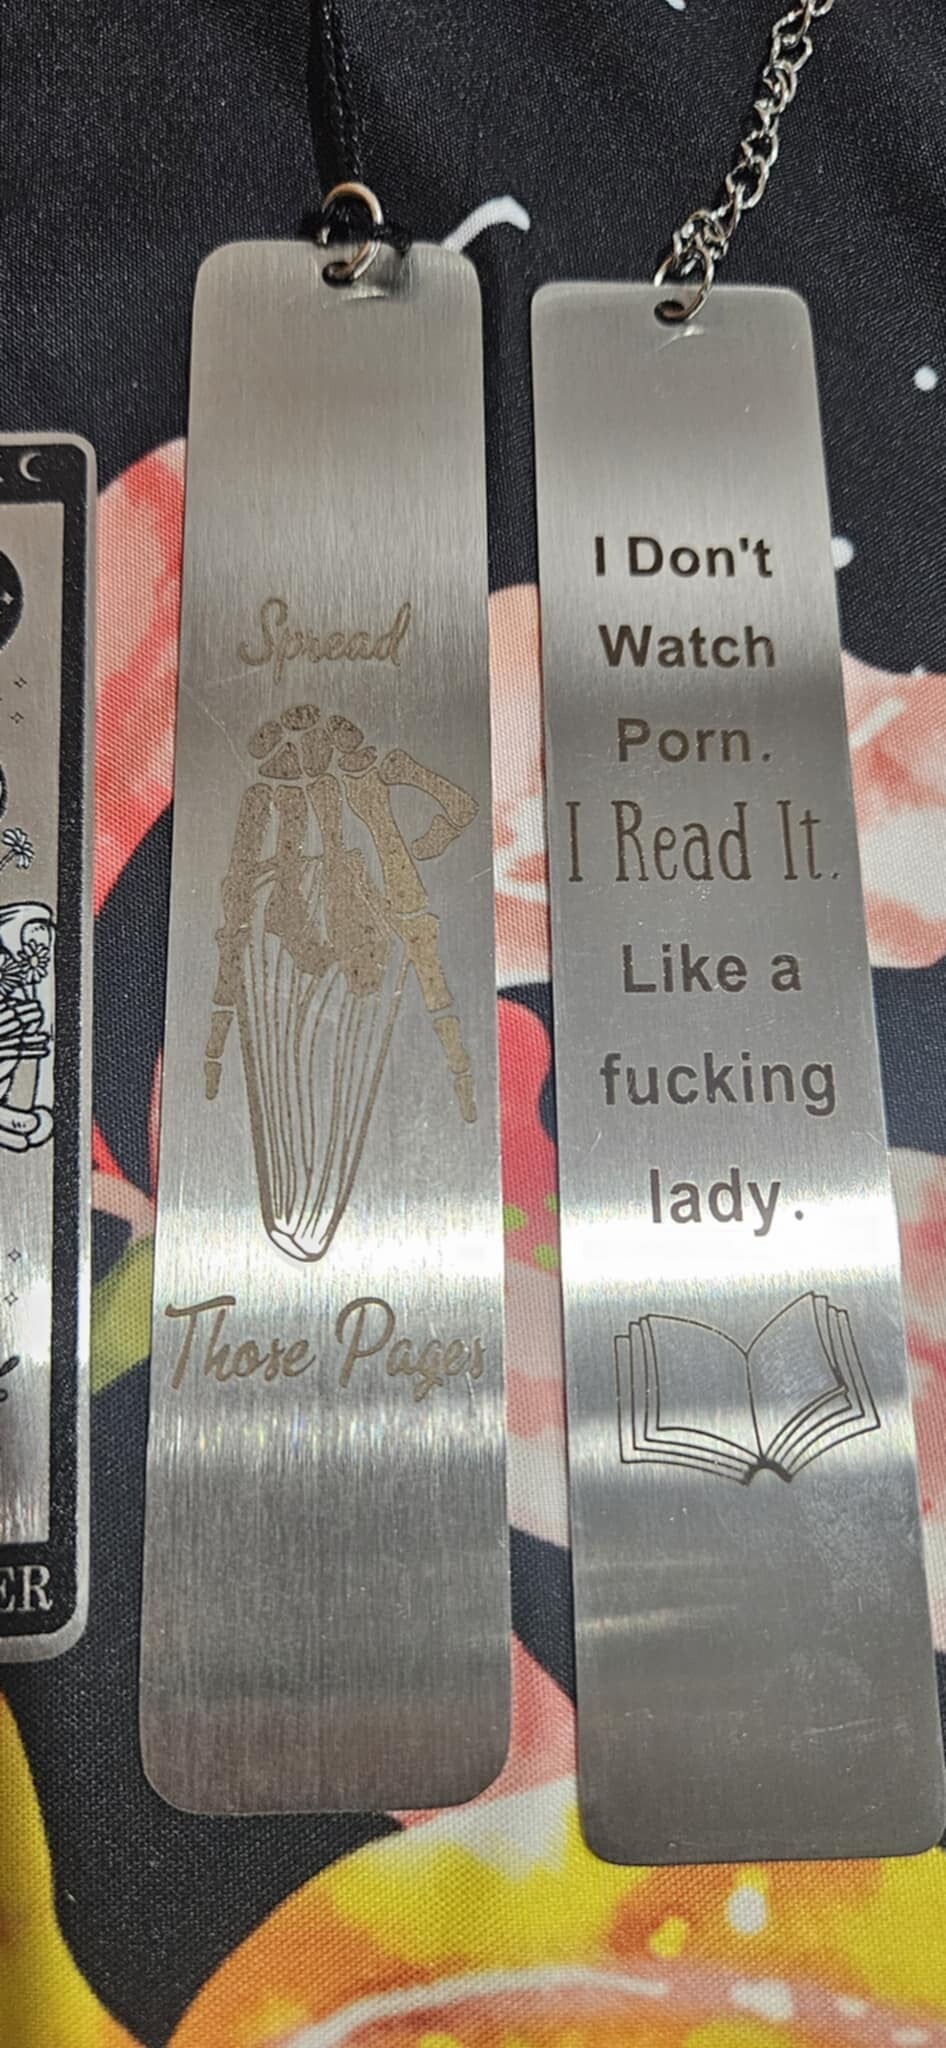 Spread
Those Pages
I Don't
Watch
Porn.
I Read It.
Like a
fucking
lady.
ER